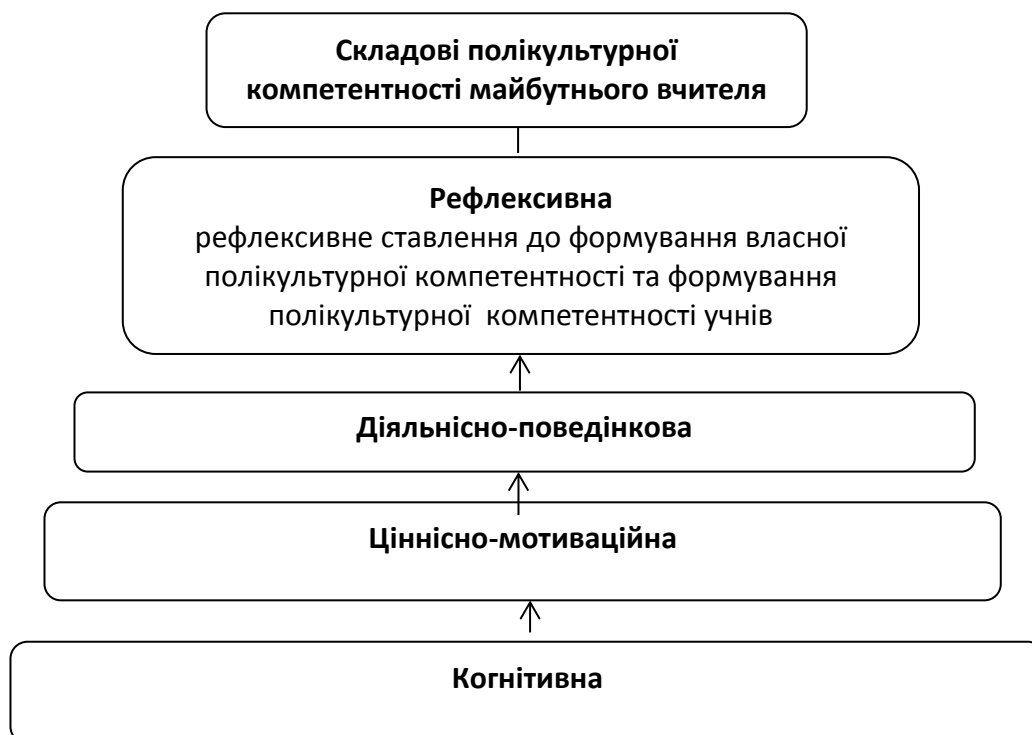 Складові полікультурної
компетентності майбутнього вчителя
Рефлексивна
рефлексивне ставлення до формування власної
полікультурної компетентності та формування
полікультурної компетентності учнів
Діяльнісно-поведінкова
Ціннісно-мотиваційна
Когнітивна